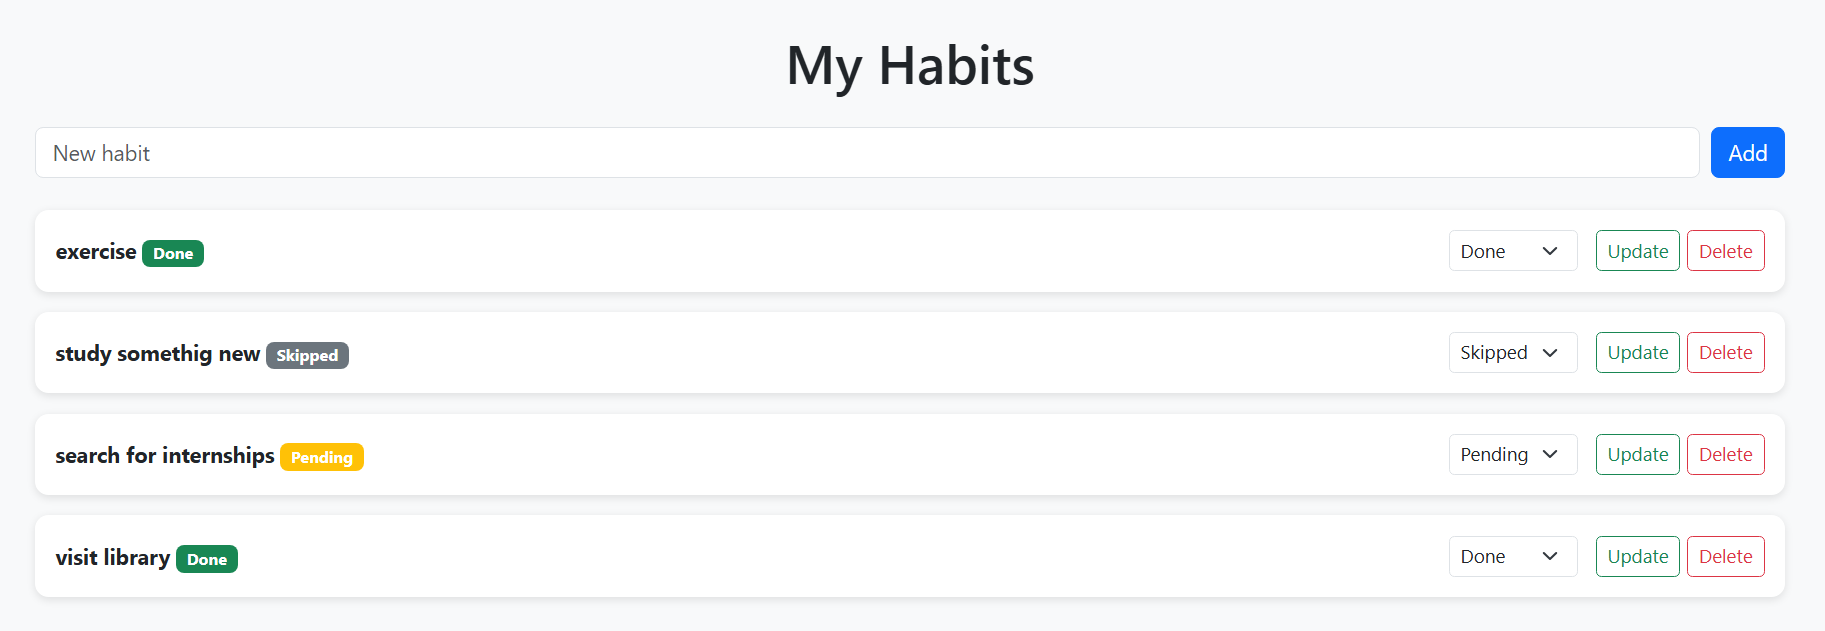 My Habits
New habit Add
exercise Done Done Update Delete
study somethig new Skipped Skipped Update Delete
search for internships Pending Pending Update Delete
visit library Done Done Update Delete